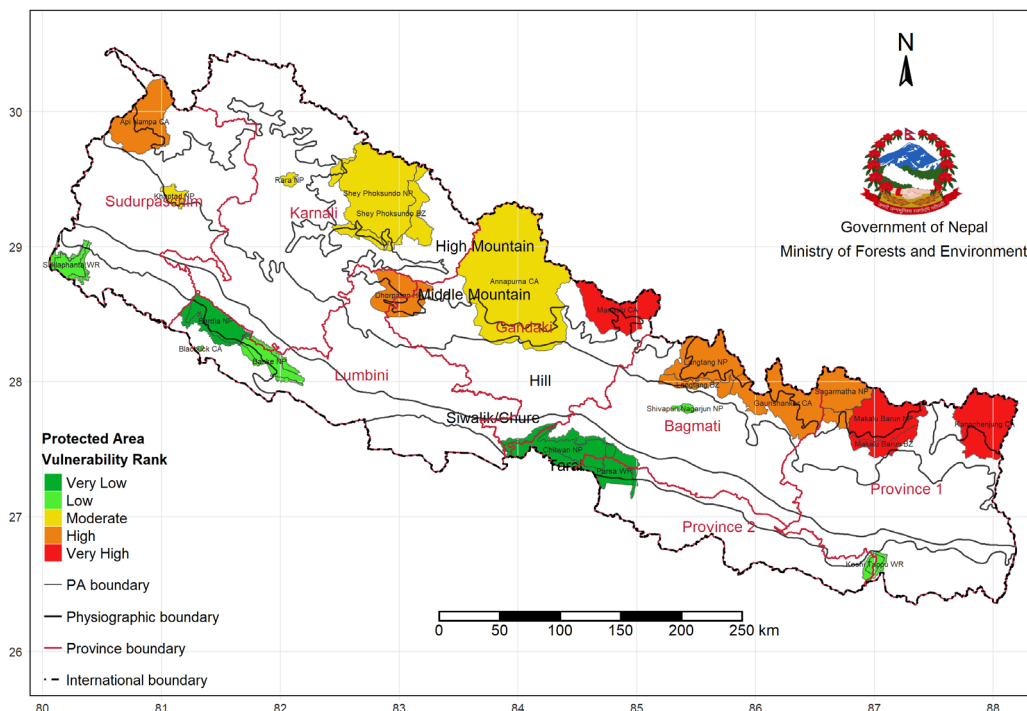 N
30
29
28
27
26
80
81
82
83
84
85
86
87
88
Government of Nepal
Ministry of Forests and Environment
Api Nampa CA
Khaptad NP
Sudurpaschim
Rara NP
Karnali
Shey Phoksundo NP
Shey Phoksundo BZ
High Mountain
Middle Mountain
Annapurna CA
Gandaki
Manaslu CA
Shuklaphanta WR
Bardia NP
Blackbuck CA
Banke NP
Lumbini
Hill
Langtang NP
Langtang BZ
Gaurishankar CA
Sagarmatha NP
Shivapuri Nagarjun NP
Bagmati
Makalu Barun NP
Makalu Barun BZ
Kanchenjung CA
Siwalik/Chure
Chitwan NP
Parsa WR
Province 1
Province 2
Koshi Tappu WR
Protected Area
Vulnerability Rank
Very Low
Low
Moderate
High
Very High
PA boundary
Physiographic boundary
Province boundary
International boundary
0 50 100 150 200 250 km